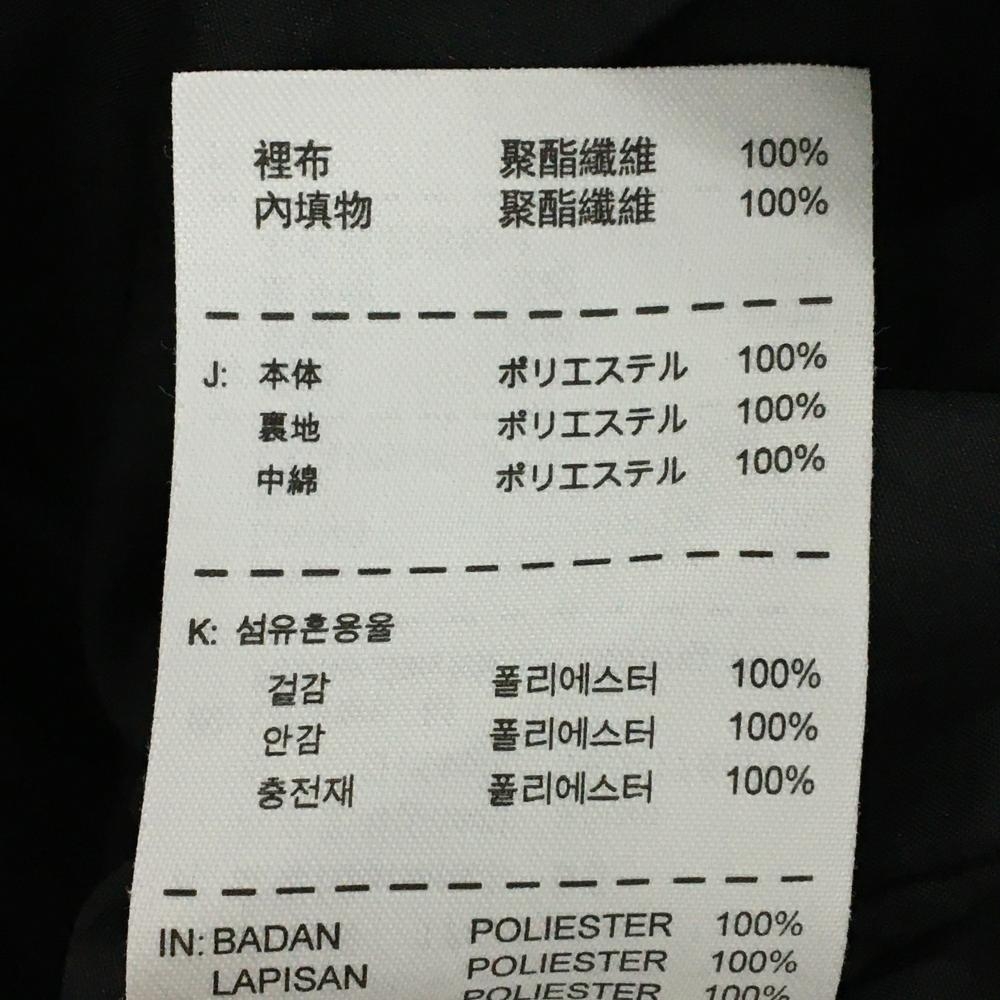 裡布 聚酯纖維 100%
內填物 聚酯纖維 100%
J: 本体 ポリエステル 100%
裏地 ポリエステル 100%
中綿 ポリエステル 100%
K: 섬유혼용율
겉감 폴리에스터 100%
안감 폴리에스터 100%
충전재 폴리에스터 100%
IN: BADAN POLIESTER 100%
LAPISAN POLIESTER 100%
POLIESTER 100%